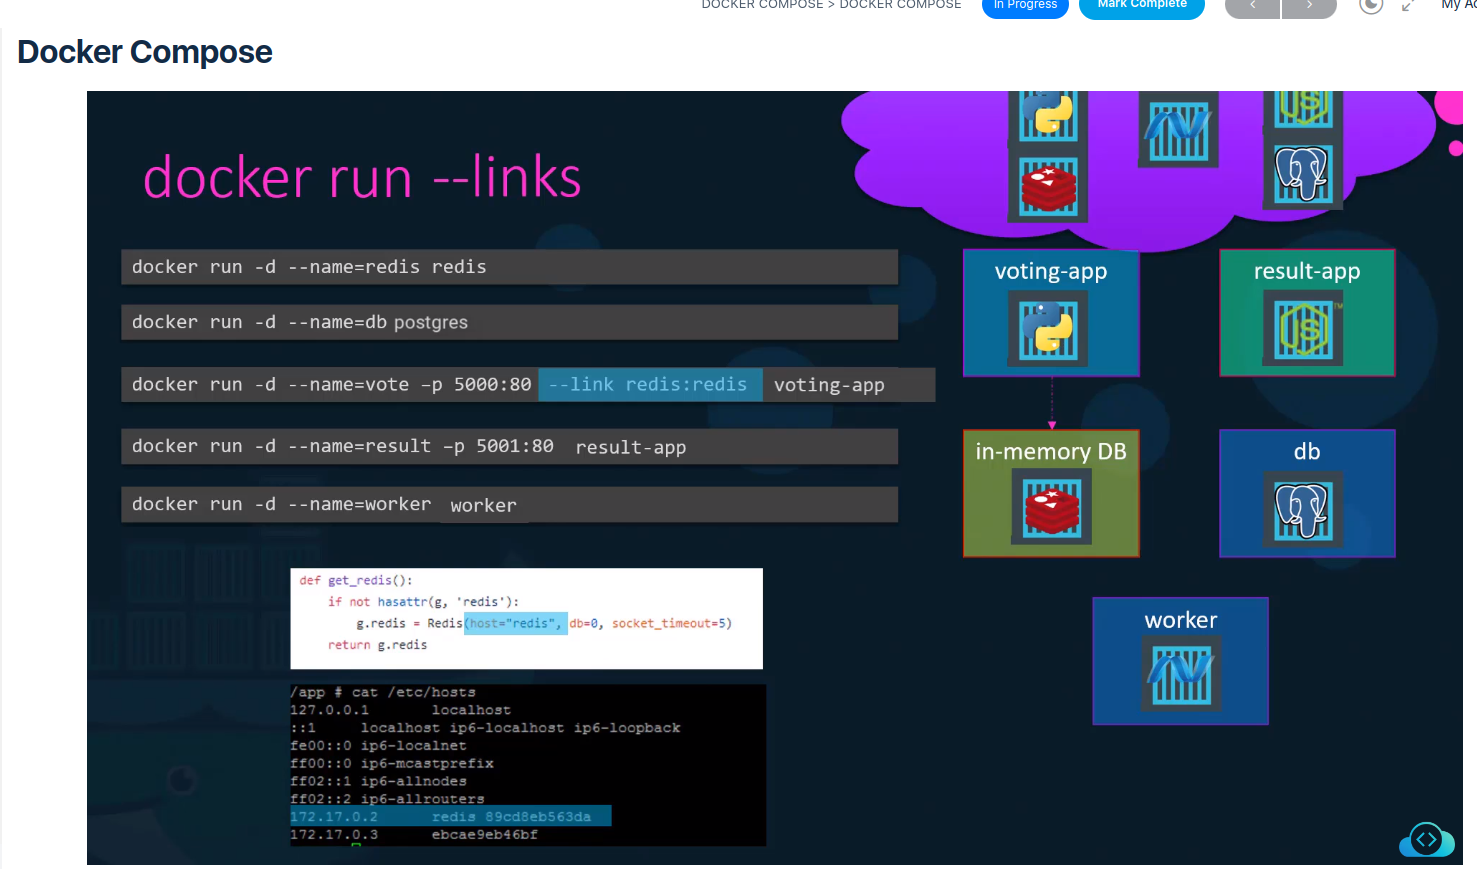 DOCKER COMPOSE > DOCKER COMPOSE
In Progress
Mark Complete
Docker Compose
docker run --links
docker run -d --name=redis redis
docker run -d --name=db postgres
docker run -d --name=vote –p 5000:80 --link redis:redis voting-app
docker run -d --name=result –p 5001:80 result-app
docker run -d --name=worker worker
voting-app
result-app
in-memory DB
db
worker
def get_redis():
if not hasattr(g, 'redis'):
g.redis = Redis(host="redis", db=0, socket_timeout=5)
return g.redis
/app # cat /etc/hosts
127.0.0.1 localhost
::1 localhost ip6-localhost ip6-loopback
fe00::0 ip6-localnet
ff00::0 ip6-mcastprefix
ff02::1 ip6-allnodes
ff02::2 ip6-allrouters
172.17.0.2 redis 89cd8eb563da
172.17.0.3 ebcae9eb46bf